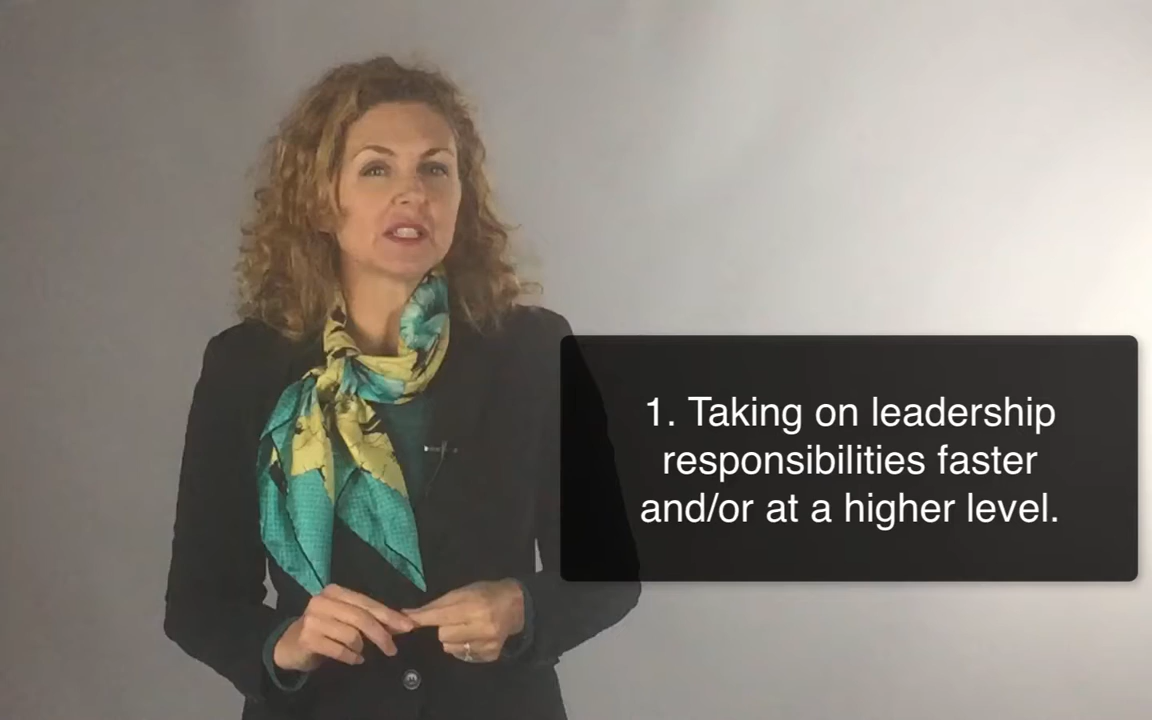 1. Taking on leadership
responsibilities faster
and/or at a higher level.